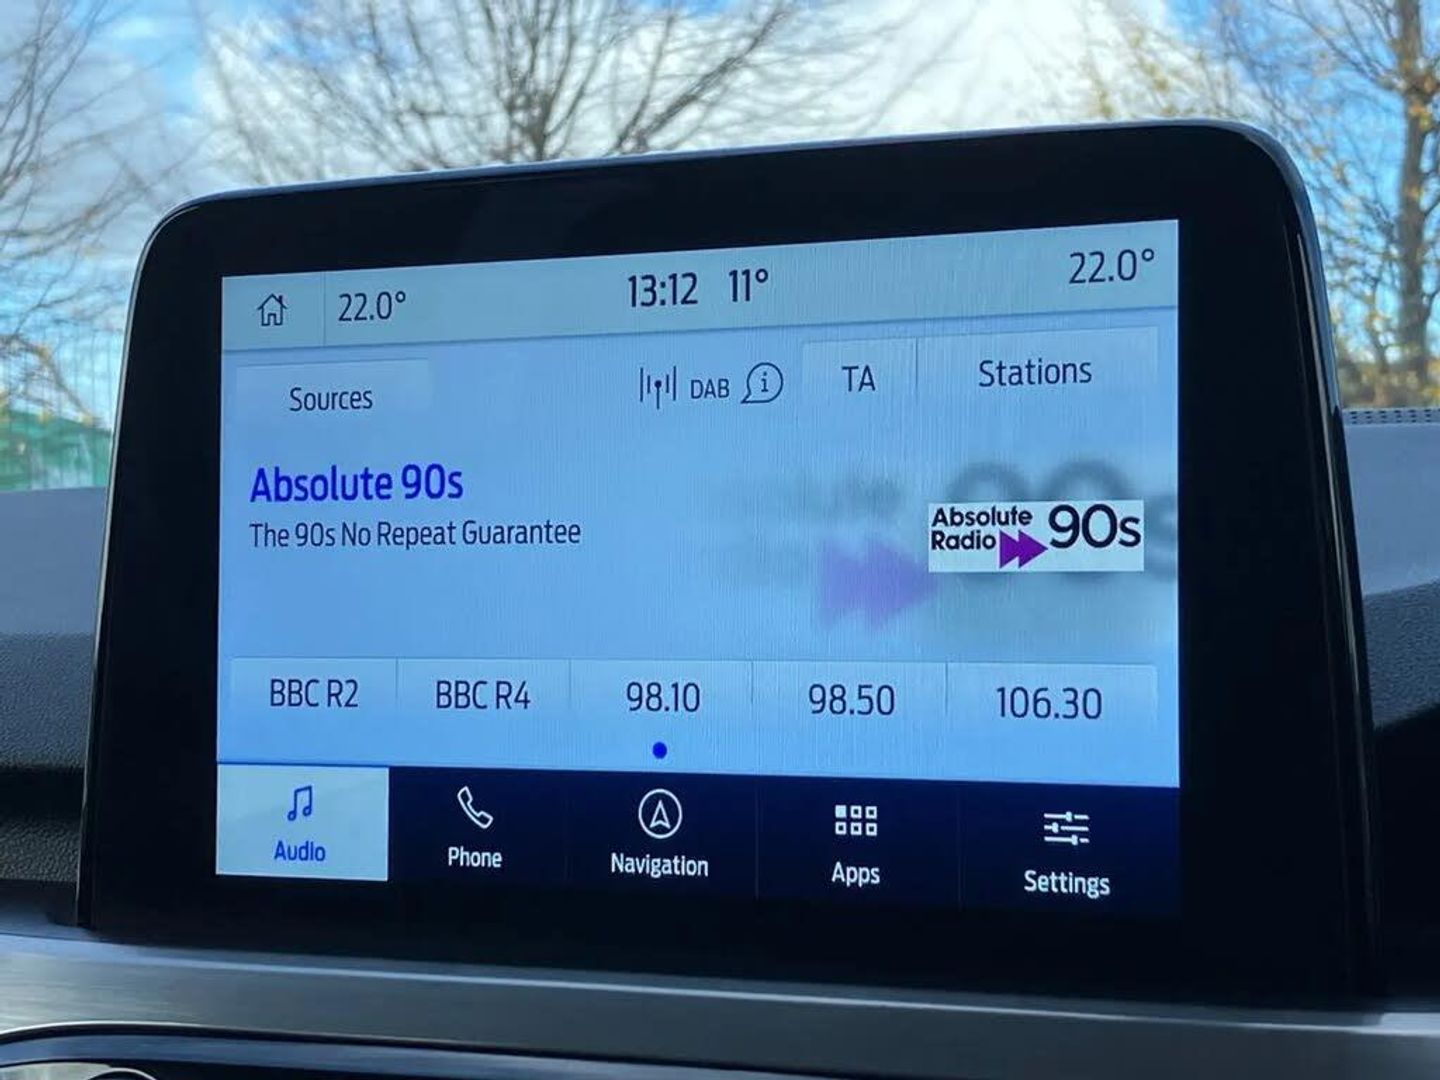 22.0°
13:12 11°
22.0°
Sources
DAB
TA
Stations
Absolute 90s
The 90s No Repeat Guarantee
Absolute
Radio 90s
BBC R2
BBC R4
98.10
98.50
106.30
Audio
Phone
Navigation
Apps
Settings